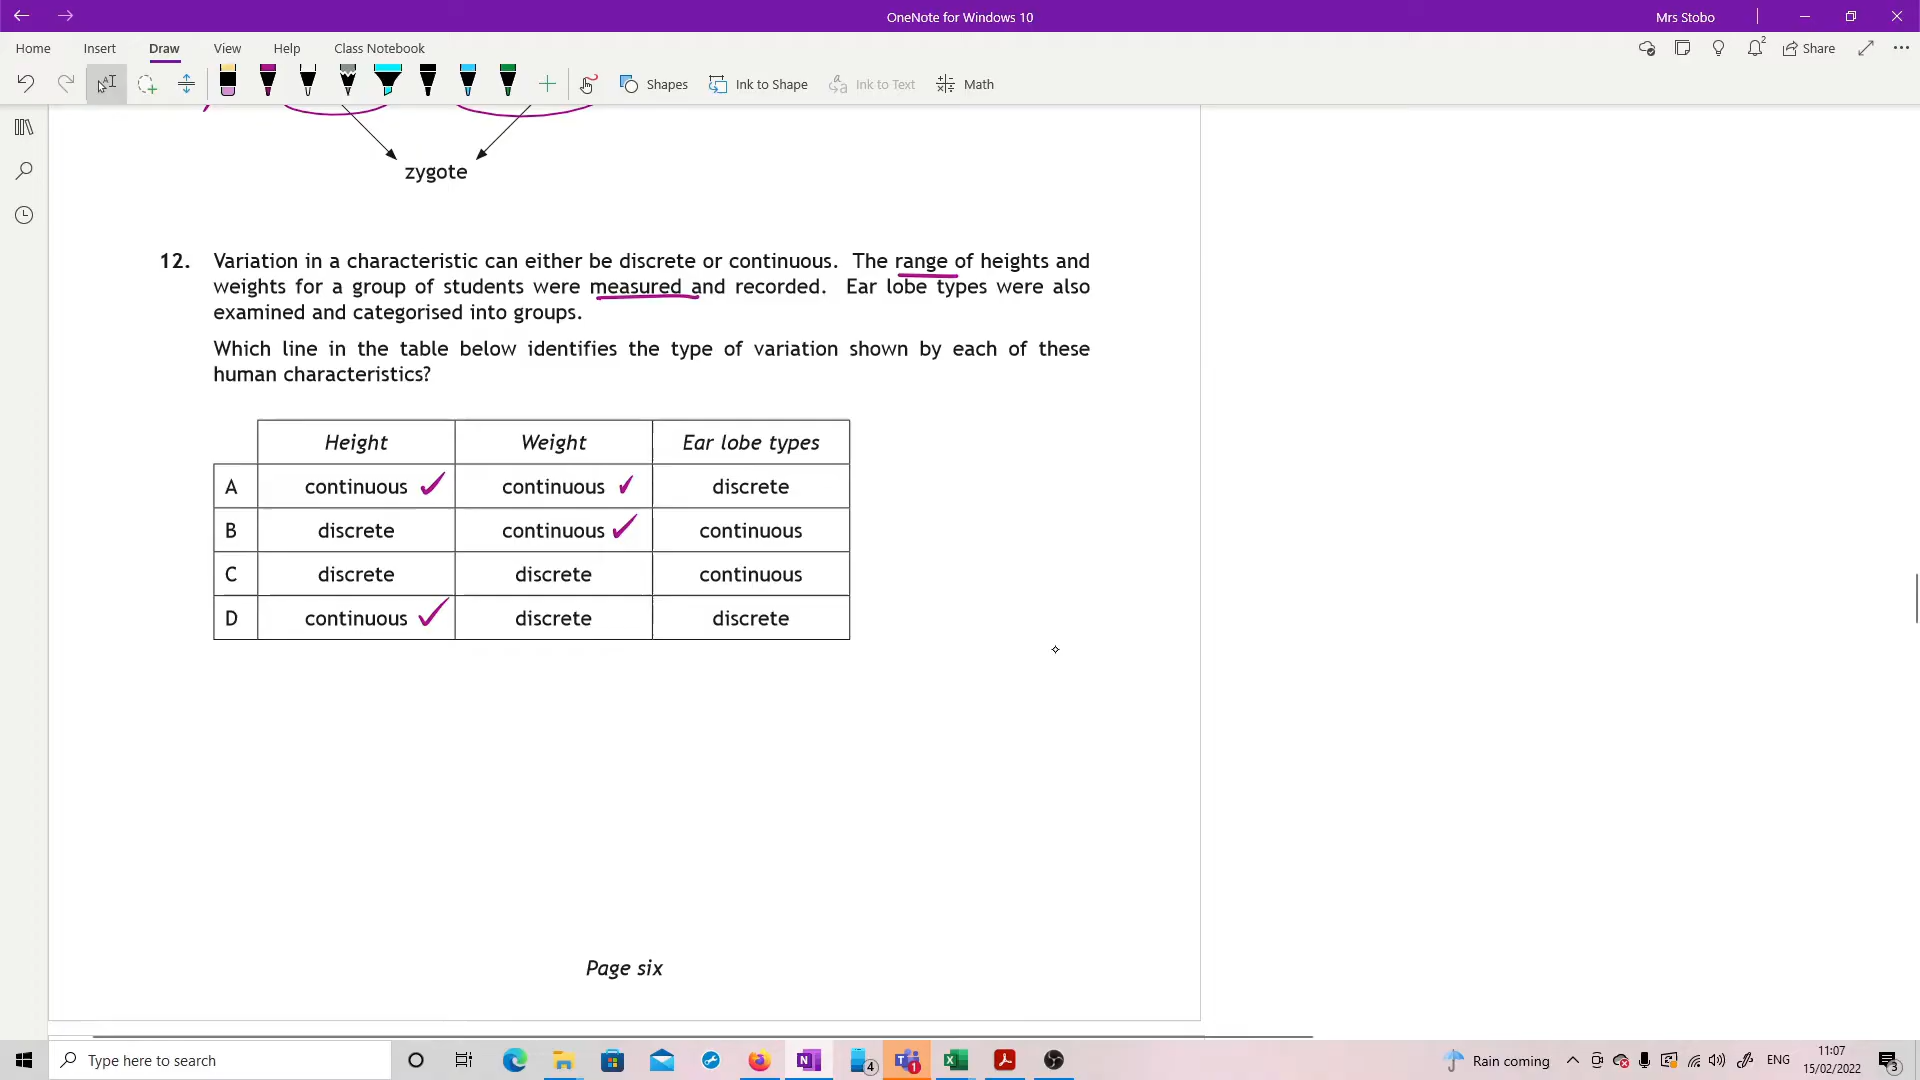 OneNote for Windows 10
Mrs Stobo
Home Insert Draw View Help Class Notebook
Share
Shapes Ink to Shape Ink to Text Math
zygote
12. Variation in a characteristic can either be discrete or continuous. The range of heights and
weights for a group of students were measured and recorded. Ear lobe types were also
examined and categorised into groups.
Which line in the table below identifies the type of variation shown by each of these
human characteristics?
Height Weight Ear lobe types
A continuous continuous discrete
B discrete continuous continuous
C discrete discrete continuous
D continuous discrete discrete
Page six
Type here to search
4
1
Rain coming
ENG
11:07
15/02/2022
3
2